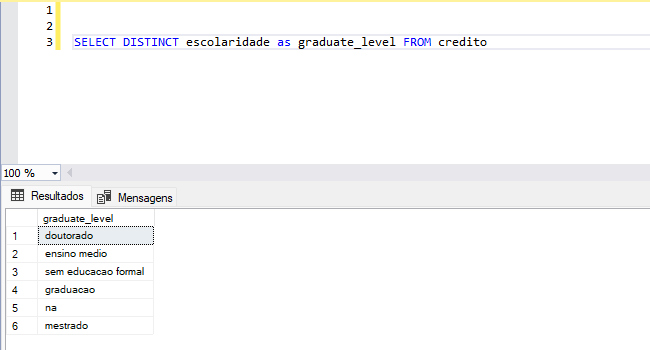 1
2
3 SELECT DISTINCT escolaridade as graduate_level FROM credito
100 %
Resultados Mensagens
graduate_level
1 doutorado
2 ensino medio
3 sem educacao formal
4 graduacao
5 na
6 mestrado